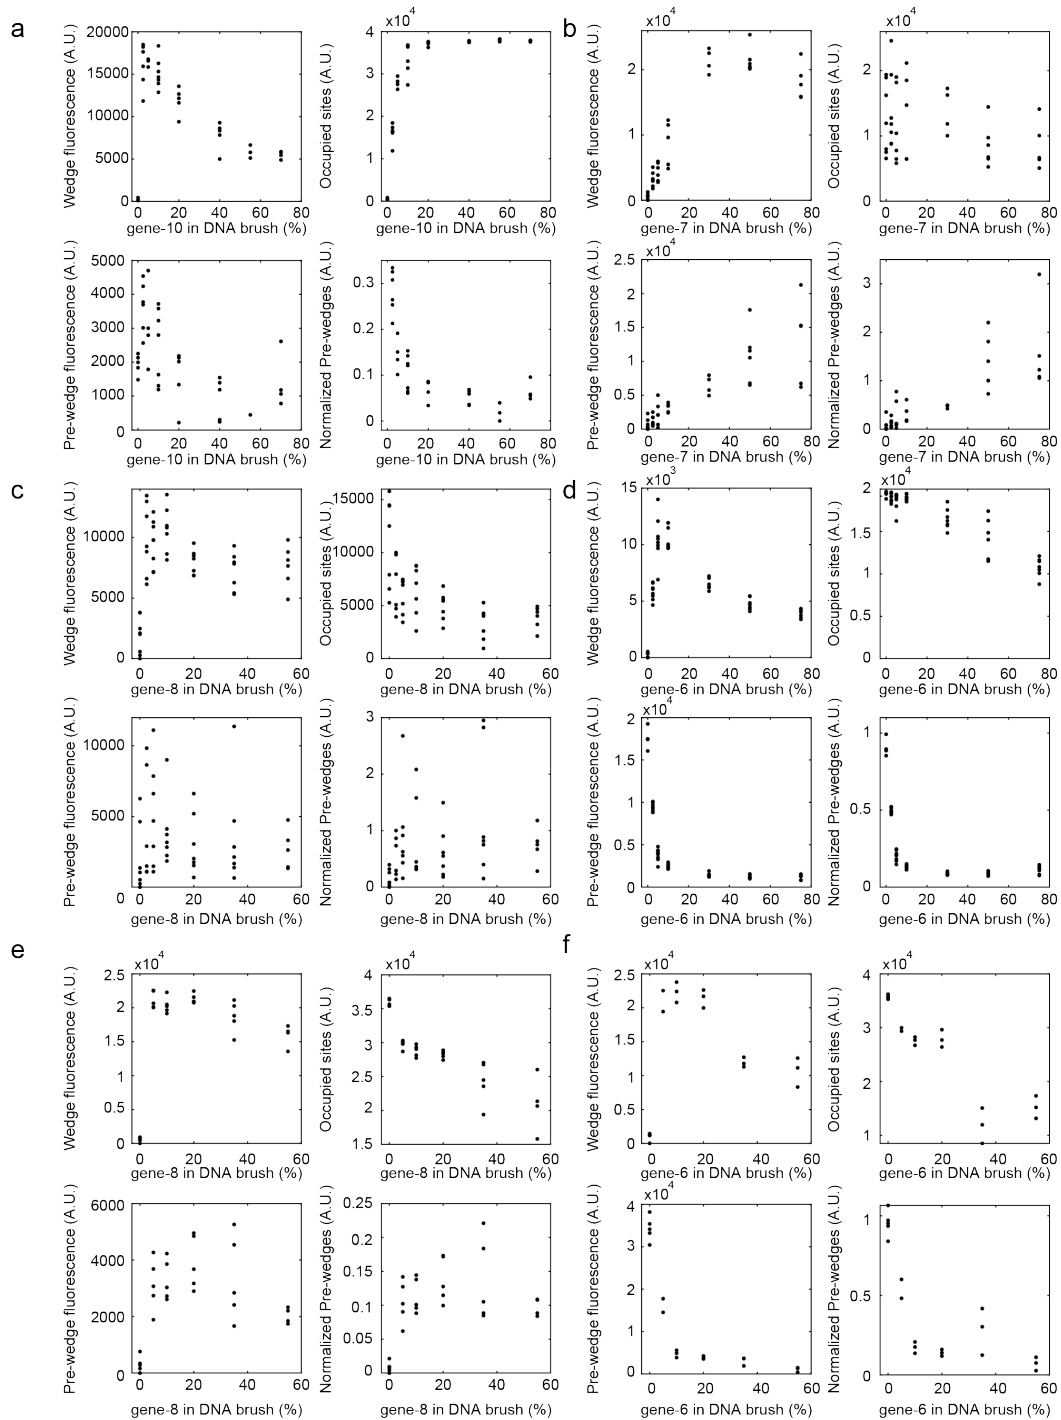 a
Wedge fluorescence (A.U.)
20000
15000
10000
5000
0
0 20 40 60 80
gene-10 in DNA brush (%)
Occupied sites (A.U.)
x10^4
4
3
2
1
0
0 20 40 60 80
gene-10 in DNA brush (%)
b
Wedge fluorescence (A.U.)
x10^4
2
1
0
0 20 40 60 80
gene-7 in DNA brush (%)
Occupied sites (A.U.)
x10^4
2
1
0
0 20 40 60 80
gene-7 in DNA brush (%)
Pre-wedge fluorescence (A.U.)
5000
4000
3000
2000
1000
0
0 20 40 60 80
gene-10 in DNA brush (%)
Normalized Pre-wedges (A.U.)
0.3
0.2
0.1
0
0 20 40 60 80
gene-10 in DNA brush (%)
Pre-wedge fluorescence (A.U.)
x10^4
2.5
2
1.5
1
0.5
0
0 20 40 60 80
gene-7 in DNA brush (%)
Normalized Pre-wedges (A.U.)
3
2
1
0
0 20 40 60 80
gene-7 in DNA brush (%)
c
Wedge fluorescence (A.U.)
10000
5000
0
0 20 40 60
gene-8 in DNA brush (%)
Occupied sites (A.U.)
15000
10000
5000
0
0 20 40 60
gene-8 in DNA brush (%)
d
Wedge fluorescence (A.U.)
x10^3
15
10
5
0
0 20 40 60 80
gene-6 in DNA brush (%)
Occupied sites (A.U.)
x10^4
2
1.5
1
0.5
0
0 20 40 60 80
gene-6 in DNA brush (%)
Pre-wedge fluorescence (A.U.)
10000
5000
0
0 20 40 60
gene-8 in DNA brush (%)
Normalized Pre-wedges (A.U.)
3
2
1
0
0 20 40 60
gene-8 in DNA brush (%)
Pre-wedge fluorescence (A.U.)
x10^4
2
1.5
1
0.5
0
0 20 40 60 80
gene-6 in DNA brush (%)
Normalized Pre-wedges (A.U.)
1
0.5
0
0 20 40 60 80
gene-6 in DNA brush (%)
e
Wedge fluorescence (A.U.)
x10^4
2.5
2
1.5
1
0.5
0
0 20 40 60
gene-8 in DNA brush (%)
Occupied sites (A.U.)
x10^4
4
3.5
3
2.5
2
1.5
0 20 40 60
gene-8 in DNA brush (%)
f
Wedge fluorescence (A.U.)
x10^4
2.5
2
1.5
1
0.5
0
0 20 40 60
gene-6 in DNA brush (%)
Occupied sites (A.U.)
x10^4
4
3
2
1
0 20 40 60
gene-6 in DNA brush (%)
Pre-wedge fluorescence (A.U.)
6000
4000
2000
0
0 20 40 60
gene-8 in DNA brush (%)
Normalized Pre-wedges (A.U.)
0.25
0.2
0.15
0.1
0.05
0
0 20 40 60
gene-8 in DNA brush (%)
Pre-wedge fluorescence (A.U.)
x10^4
4
3
2
1
0
0 20 40 60
gene-6 in DNA brush (%)
Normalized Pre-wedges (A.U.)
1
0.5
0
0 20 40 60
gene-6 in DNA brush (%)